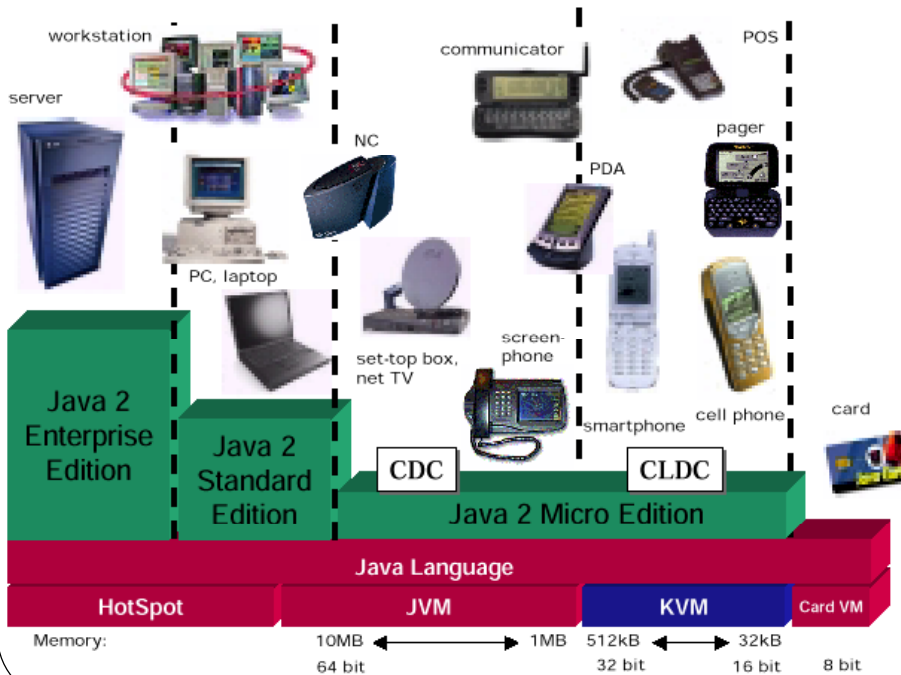 workstation
communicator
POS
server
NC
pager
PDA
PC, laptop
set-top box,
net TV
screen-
phone
smartphone
cell phone
card
Java 2
Enterprise
Edition
Java 2
Standard
Edition
CDC
CLDC
Java 2 Micro Edition
Java Language
HotSpot
JVM
KVM
Card VM
Memory:
10MB
1MB
512kB
32kB
64 bit
32 bit
16 bit
8 bit